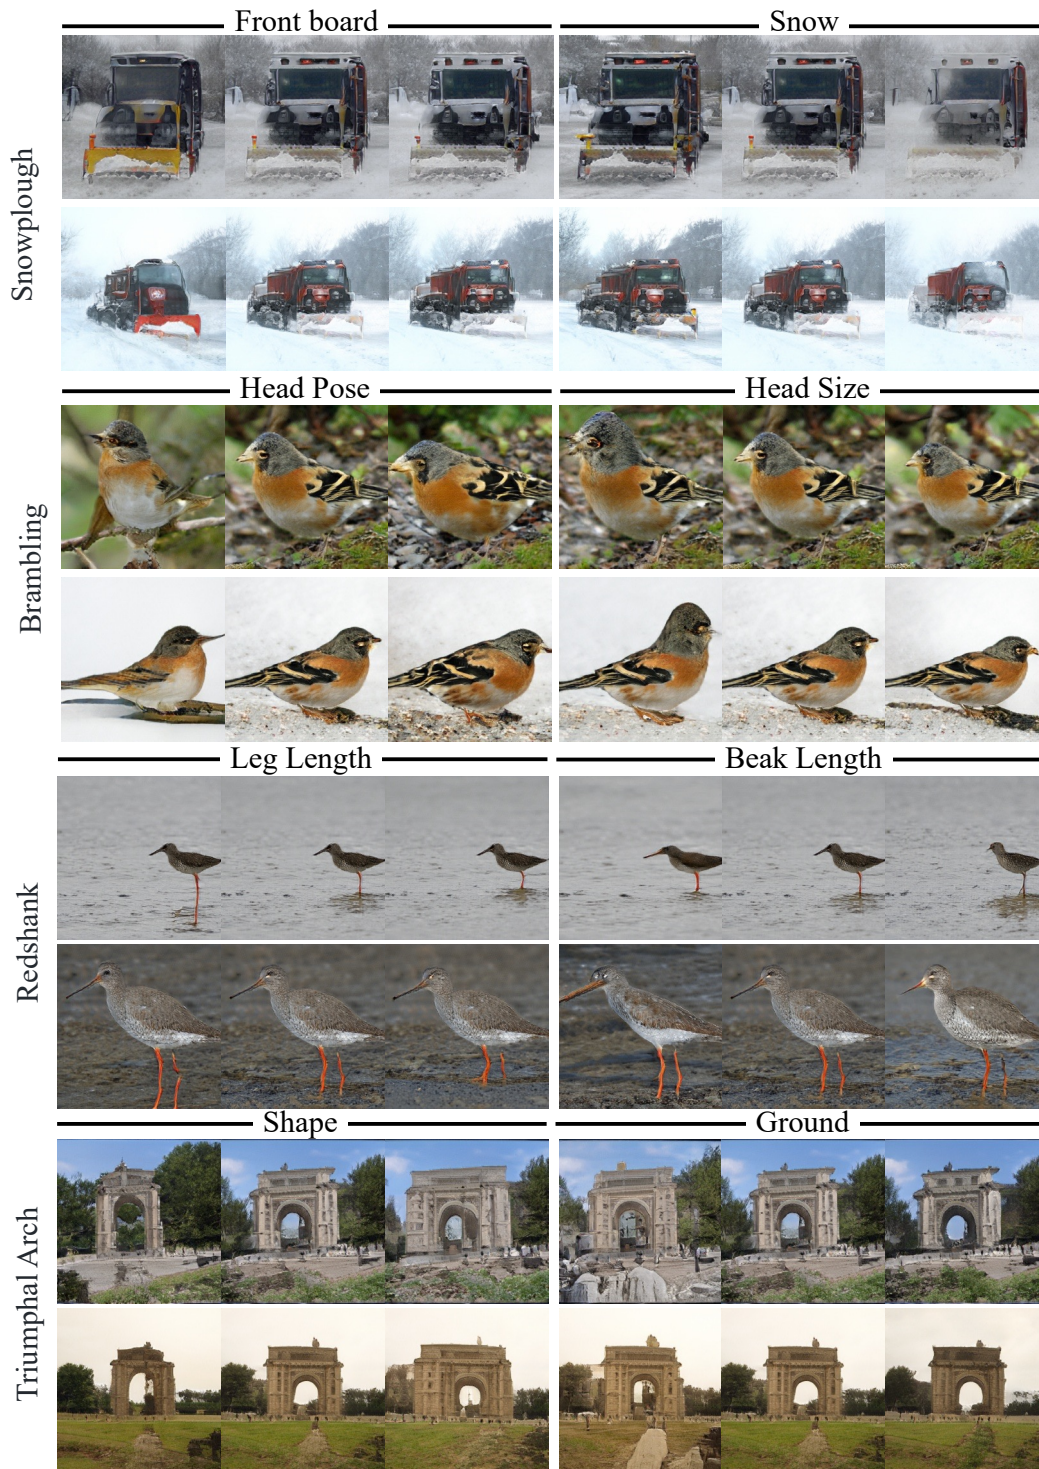 Front board
Snow
Snowplough
Head Pose
Head Size
Brambling
Leg Length
Beak Length
Redshank
Shape
Ground
Triumphal Arch